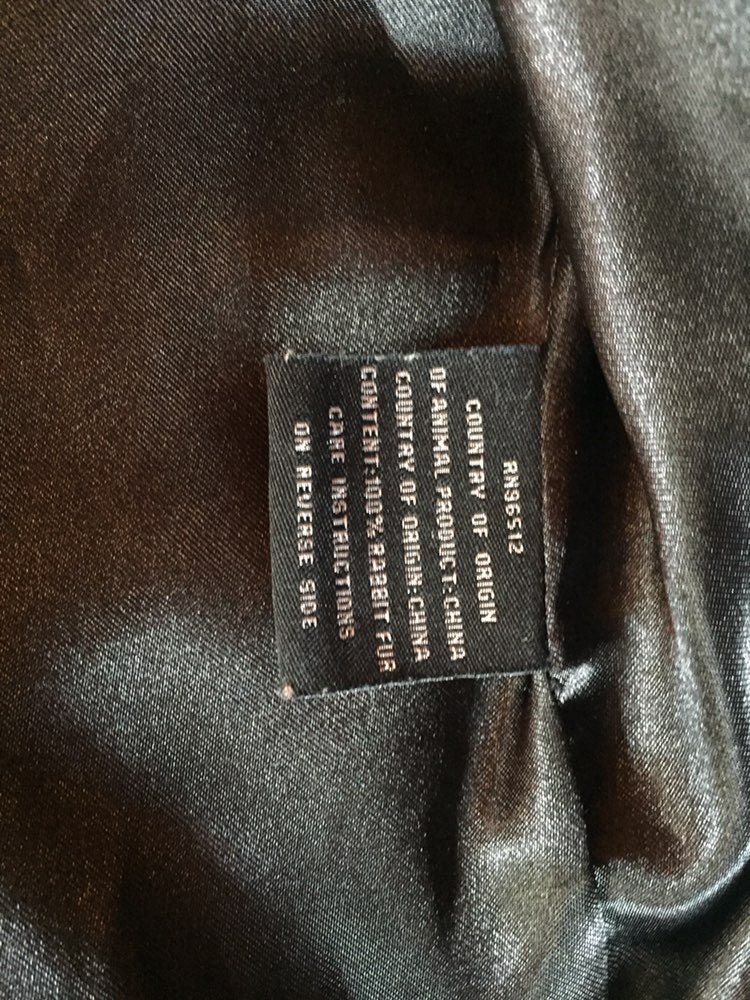 RN96512
COUNTRY OF ORIGIN
OF ANIMAL PRODUCT:CHINA
COUNTRY OF ORIGIN:CHINA
CONTENT:100% RABBIT FUR
CARE INSTRUCTIONS
ON REVERSE SIDE